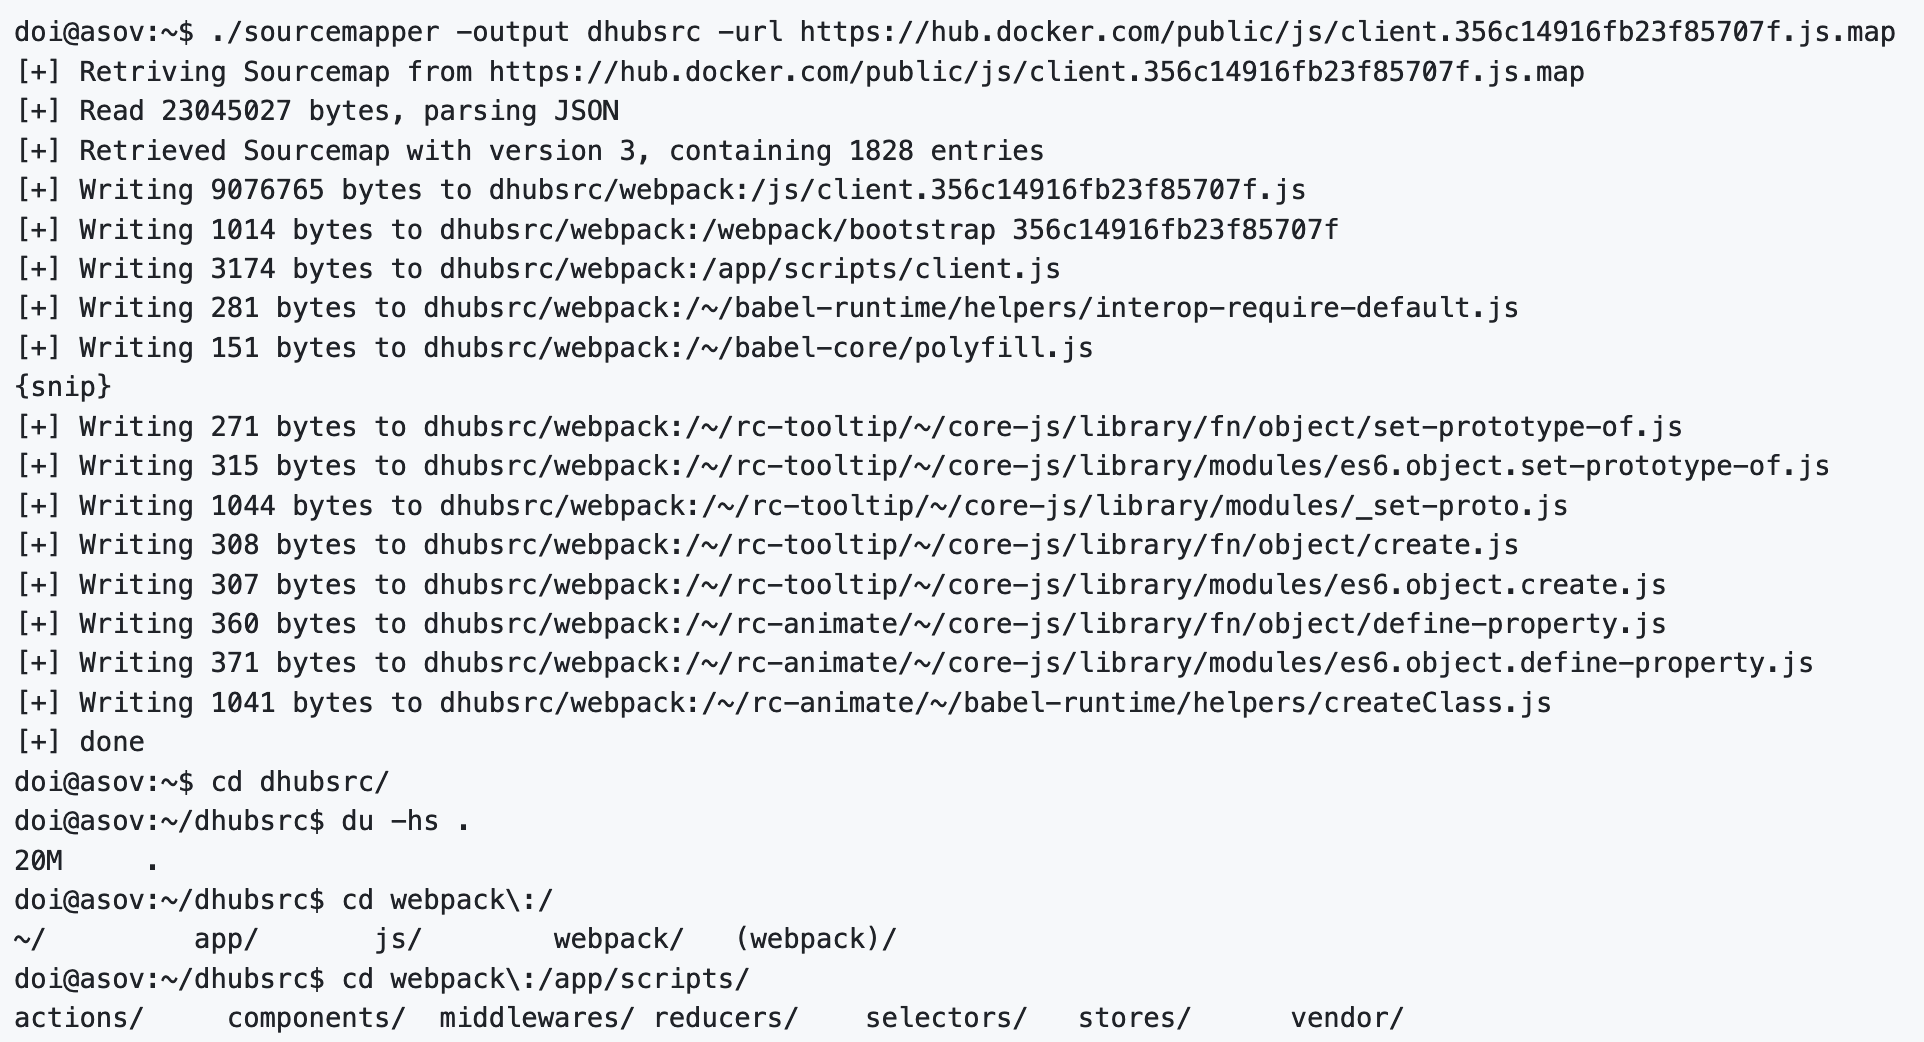 doi@asov:~$ ./sourcemapper -output dhubsrc -url https://hub.docker.com/public/js/client.356c14916fb23f85707f.js.map
[+] Retriving Sourcemap from https://hub.docker.com/public/js/client.356c14916fb23f85707f.js.map
[+] Read 23045027 bytes, parsing JSON
[+] Retrieved Sourcemap with version 3, containing 1828 entries
[+] Writing 9076765 bytes to dhubsrc/webpack:/js/client.356c14916fb23f85707f.js
[+] Writing 1014 bytes to dhubsrc/webpack:/webpack/bootstrap 356c14916fb23f85707f
[+] Writing 3174 bytes to dhubsrc/webpack:/app/scripts/client.js
[+] Writing 281 bytes to dhubsrc/webpack:/~/babel-runtime/helpers/interop-require-default.js
[+] Writing 151 bytes to dhubsrc/webpack:/~/babel-core/polyfill.js
{snip}
[+] Writing 271 bytes to dhubsrc/webpack:/~/rc-tooltip/~/core-js/library/fn/object/set-prototype-of.js
[+] Writing 315 bytes to dhubsrc/webpack:/~/rc-tooltip/~/core-js/library/modules/es6.object.set-prototype-of.js
[+] Writing 1044 bytes to dhubsrc/webpack:/~/rc-tooltip/~/core-js/library/modules/_set-proto.js
[+] Writing 308 bytes to dhubsrc/webpack:/~/rc-tooltip/~/core-js/library/fn/object/create.js
[+] Writing 307 bytes to dhubsrc/webpack:/~/rc-tooltip/~/core-js/library/modules/es6.object.create.js
[+] Writing 360 bytes to dhubsrc/webpack:/~/rc-animate/~/core-js/library/fn/object/define-property.js
[+] Writing 371 bytes to dhubsrc/webpack:/~/rc-animate/~/core-js/library/modules/es6.object.define-property.js
[+] Writing 1041 bytes to dhubsrc/webpack:/~/rc-animate/~/babel-runtime/helpers/createClass.js
[+] done
doi@asov:~$ cd dhubsrc/
doi@asov:~/dhubsrc$ du -hs .
20M     .
doi@asov:~/dhubsrc$ cd webpack\:/
~/         app/       js/        webpack/   (webpack)/
doi@asov:~/dhubsrc$ cd webpack\:/app/scripts/
actions/     components/  middlewares/ reducers/    selectors/   stores/      vendor/